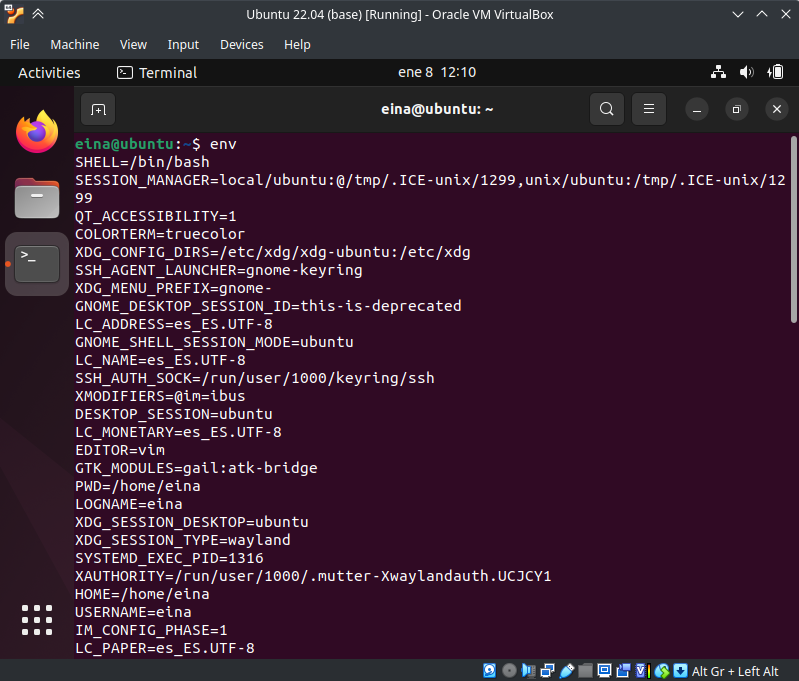 Ubuntu 22.04 (base) [Running] - Oracle VM VirtualBox
File Machine View Input Devices Help
Activities Terminal ene 8 12:10
eina@ubuntu: ~
eina@ubuntu:~$ env
SHELL=/bin/bash
SESSION_MANAGER=local/ubuntu:@/tmp/.ICE-unix/1299,unix/ubuntu:/tmp/.ICE-unix/12
99
QT_ACCESSIBILITY=1
COLORTERM=truecolor
XDG_CONFIG_DIRS=/etc/xdg/xdg-ubuntu:/etc/xdg
SSH_AGENT_LAUNCHER=gnome-keyring
XDG_MENU_PREFIX=gnome-
GNOME_DESKTOP_SESSION_ID=this-is-deprecated
LC_ADDRESS=es_ES.UTF-8
GNOME_SHELL_SESSION_MODE=ubuntu
LC_NAME=es_ES.UTF-8
SSH_AUTH_SOCK=/run/user/1000/keyring/ssh
XMODIFIERS=@im=ibus
DESKTOP_SESSION=ubuntu
LC_MONETARY=es_ES.UTF-8
EDITOR=vim
GTK_MODULES=gail:atk-bridge
PWD=/home/eina
LOGNAME=eina
XDG_SESSION_DESKTOP=ubuntu
XDG_SESSION_TYPE=wayland
SYSTEMD_EXEC_PID=1316
XAUTHORITY=/run/user/1000/.mutter-Xwaylandauth.UCJCY1
HOME=/home/eina
USERNAME=eina
IM_CONFIG_PHASE=1
LC_PAPER=es_ES.UTF-8
Alt Gr + Left Alt